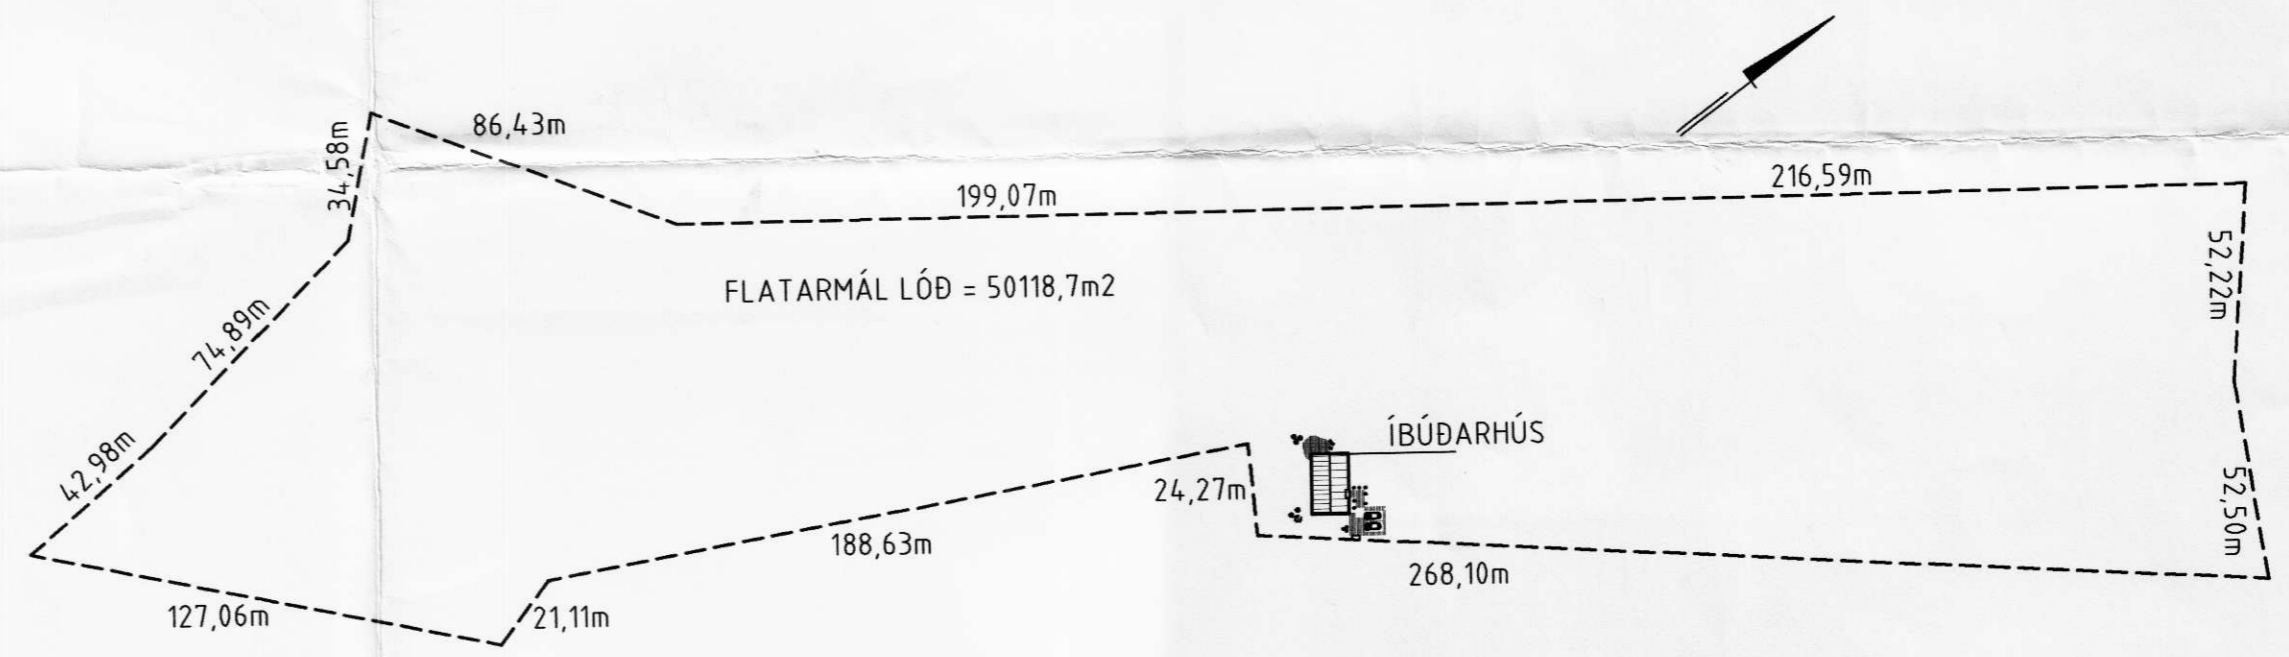 86,43m
34,58m
216,59m
199,07m
52,22m
FLATARMÁL LÓÐ = 50118,7m2
74,89m
ÍBÚÐARHÚS
42,98m
24,27m
52,50m
188,63m
268,10m
127,06m
21,11m